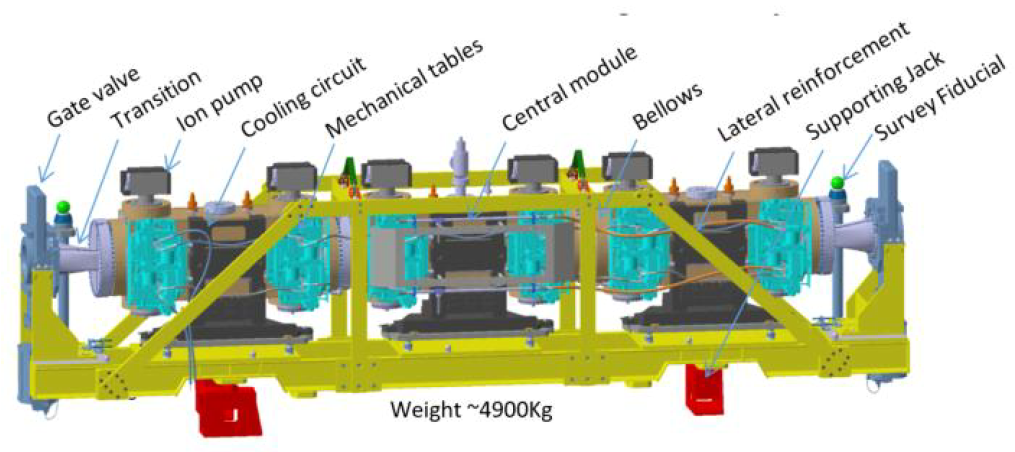 Gate valve
Transition
Ion pump
Cooling circuit
Mechanical tables
Central module
Bellows
Lateral reinforcement
Supporting Jack
Survey Fiducial
Weight ~4900Kg